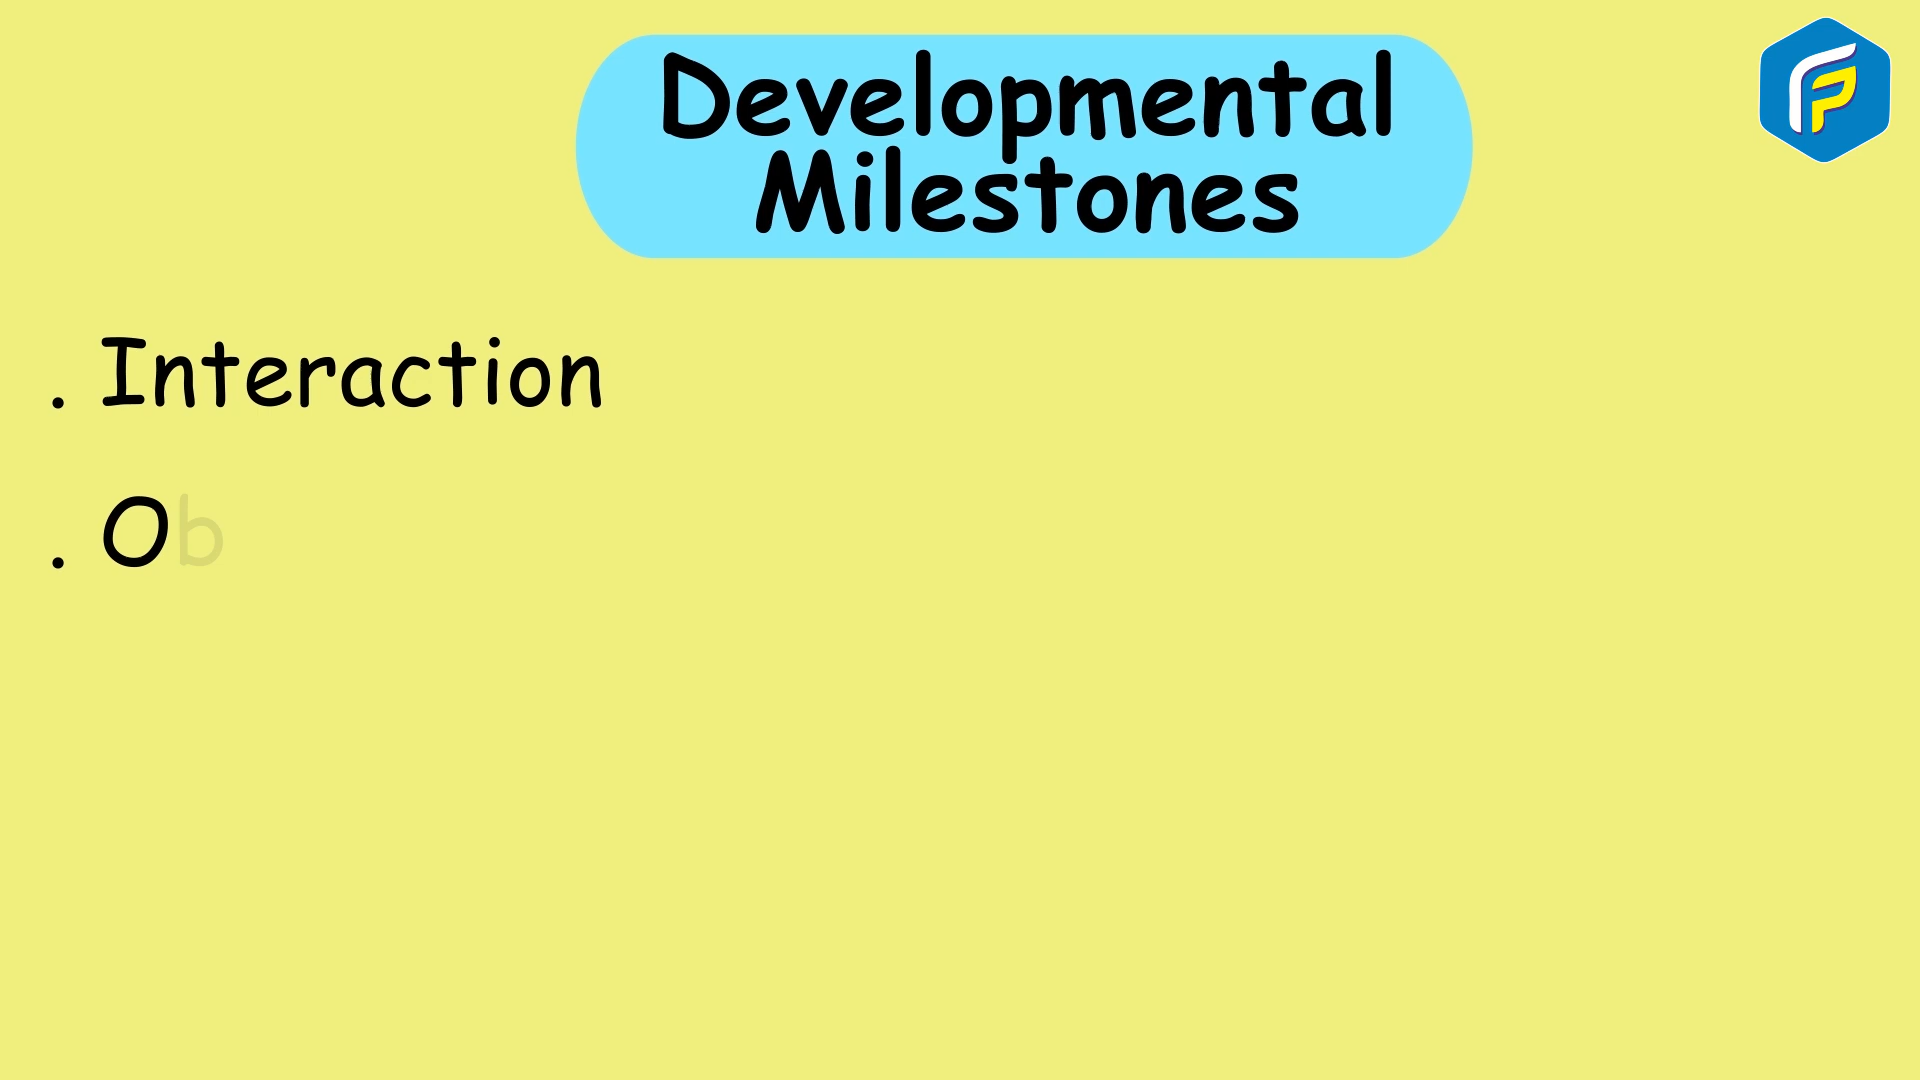 Developmental
Milestones
. Interaction
. Ob